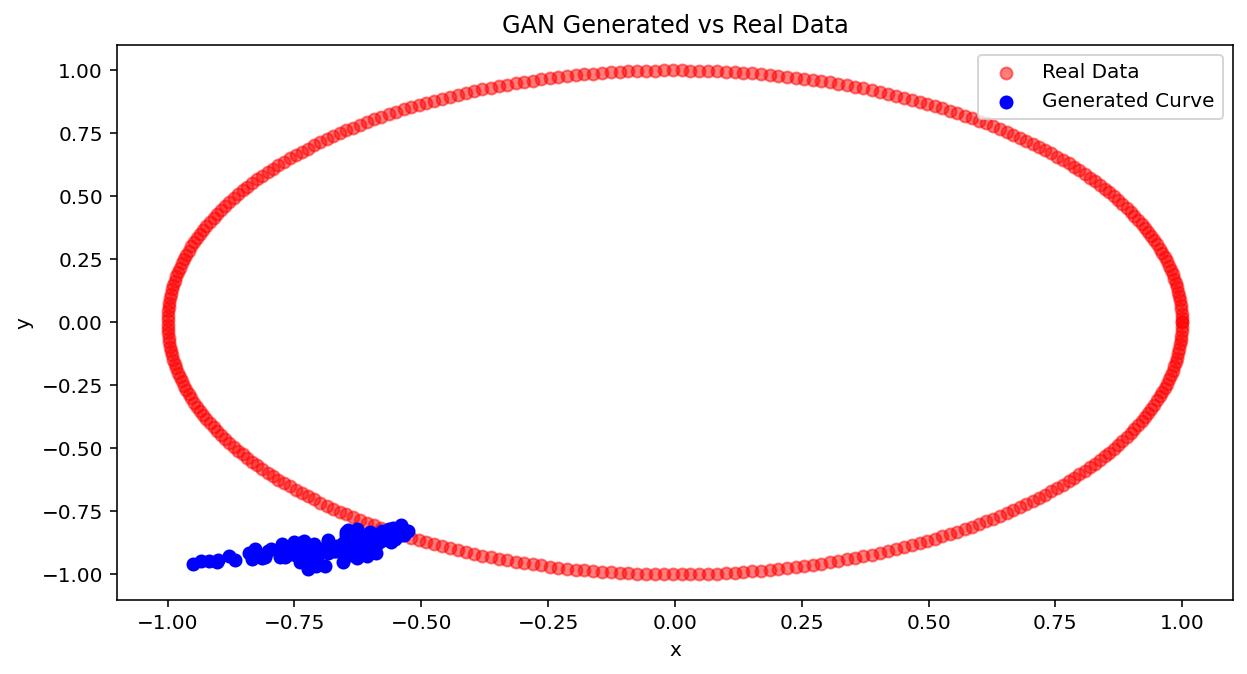 GAN Generated vs Real Data
Real Data
Generated Curve
1.00
0.75
0.50
0.25
0.00
−0.25
−0.50
−0.75
−1.00
y
−1.00 −0.75 −0.50 −0.25 0.00 0.25 0.50 0.75 1.00
x